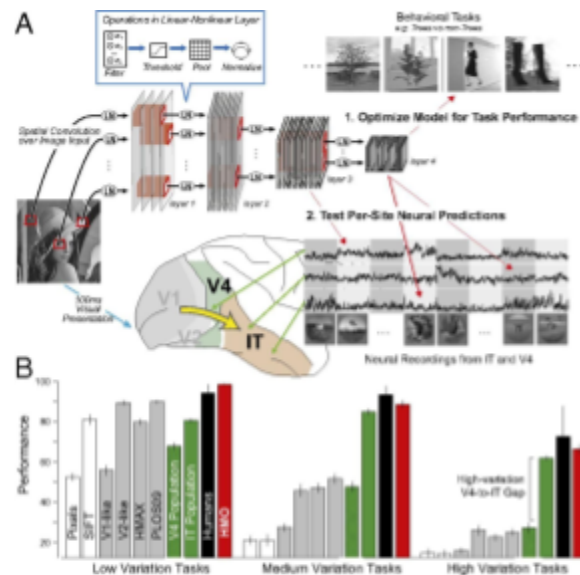 A
Operations in Linear-Nonlinear Layer
Filter
Threshold
Pool
Normalize
Behavioral Tasks
e.g. Trees vs non-Trees
...
...
1. Optimize Model for Task Performance
Spatial Convolution
over Image Input
LN
LN
LN
LN
LN
LN
LN
LN
LN
layer 1
layer 2
layer 3
layer 4
2. Test Per-Site Neural Predictions
100ms
Visual
Presentation
V1
V2
V4
IT
...
...
Neural Recordings from IT and V4
B
Performance
100
80
60
40
20
Pixels
SIFT
V1-like
V2-like
HMAX
PLOS09
V4 Population
IT Population
Humans
HMO
High-variation
V4-to-IT Gap
Low Variation Tasks
Medium Variation Tasks
High Variation Tasks